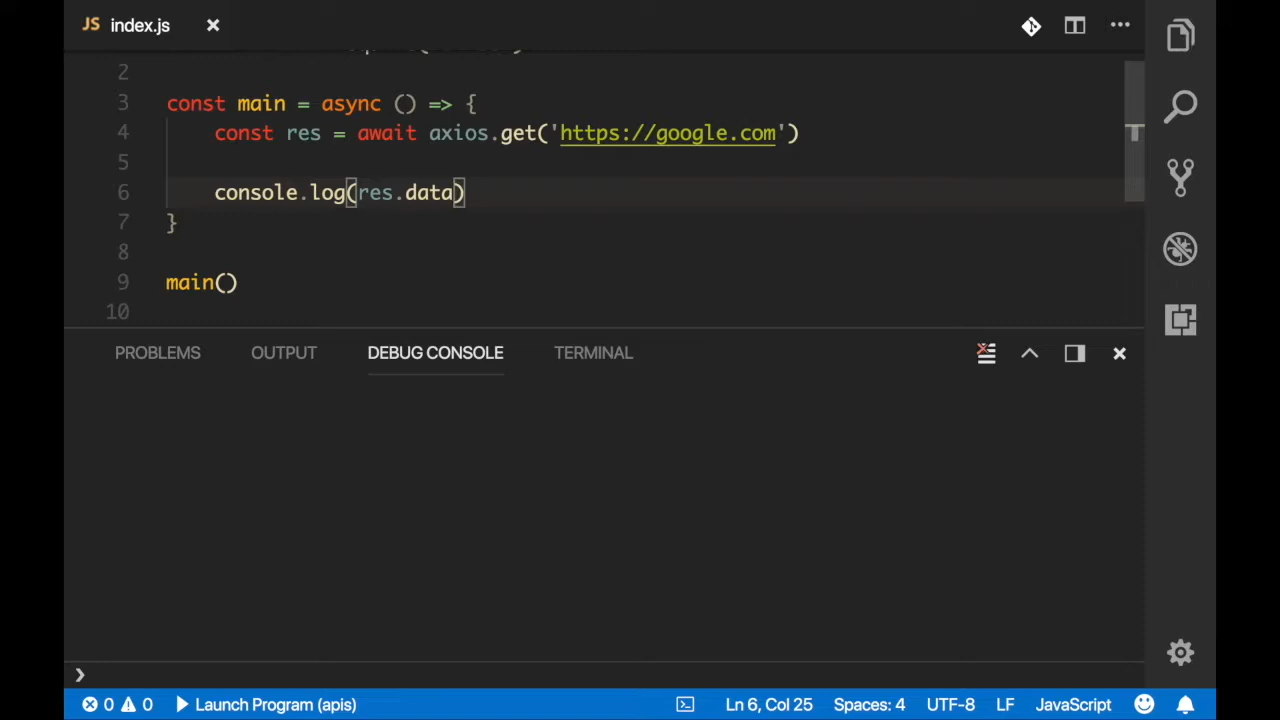 JS index.js
2
3 const main = async () => {
4 const res = await axios.get('https://google.com')
5
6 console.log(res.data)
7 }
8
9 main()
10
PROBLEMS OUTPUT DEBUG CONSOLE TERMINAL
❯
0 0 Launch Program (apis) Ln 6, Col 25 Spaces: 4 UTF-8 LF JavaScript